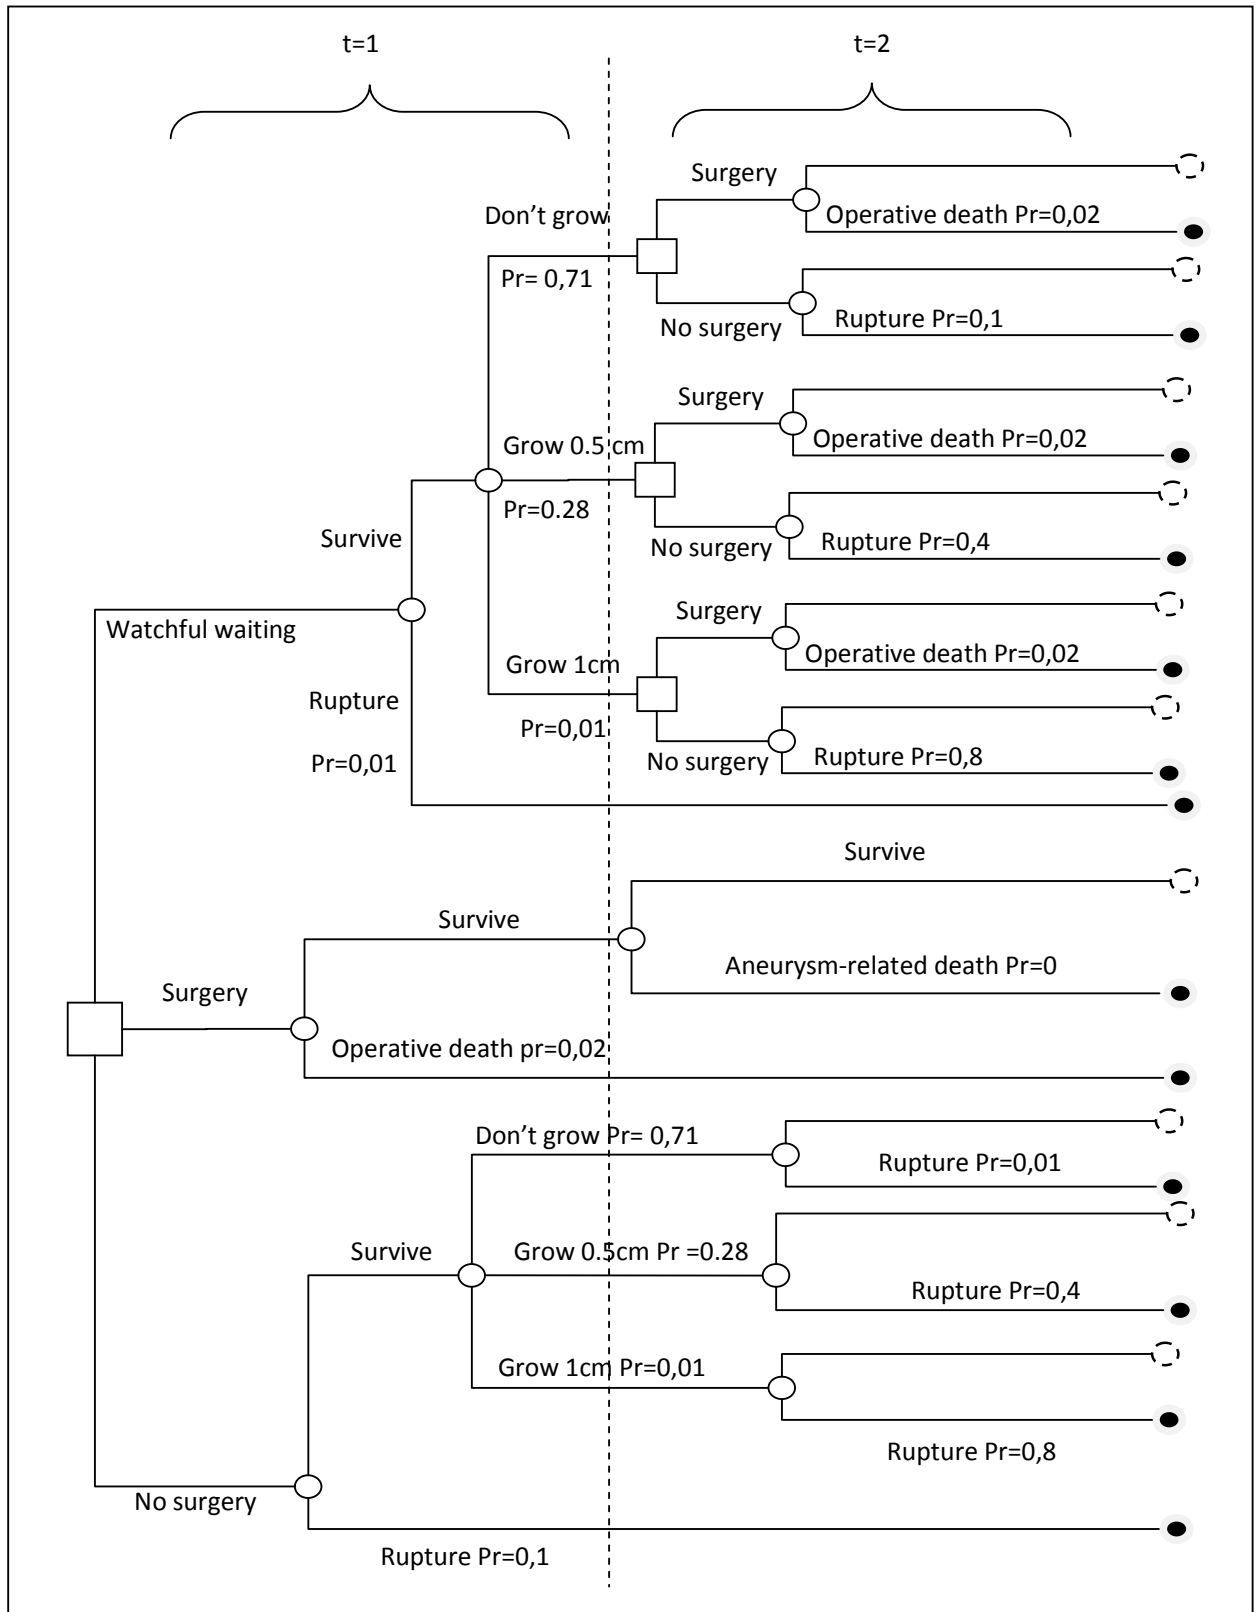 t=1
t=2
Surgery
Operative death Pr=0,02
Don’t grow
Pr= 0,71
No surgery
Rupture Pr=0,1
Surgery
Operative death Pr=0,02
Grow 0.5 cm
Pr=0.28
No surgery
Rupture Pr=0,4
Survive
Watchful waiting
Surgery
Operative death Pr=0,02
Grow 1cm
Pr=0,01
No surgery
Rupture Pr=0,8
Rupture
Pr=0,01
Survive
Survive
Aneurysm-related death Pr=0
Surgery
Operative death pr=0,02
Don’t grow Pr= 0,71
Rupture Pr=0,01
Survive
Grow 0.5cm Pr =0.28
Rupture Pr=0,4
Grow 1cm Pr=0,01
Rupture Pr=0,8
No surgery
Rupture Pr=0,1